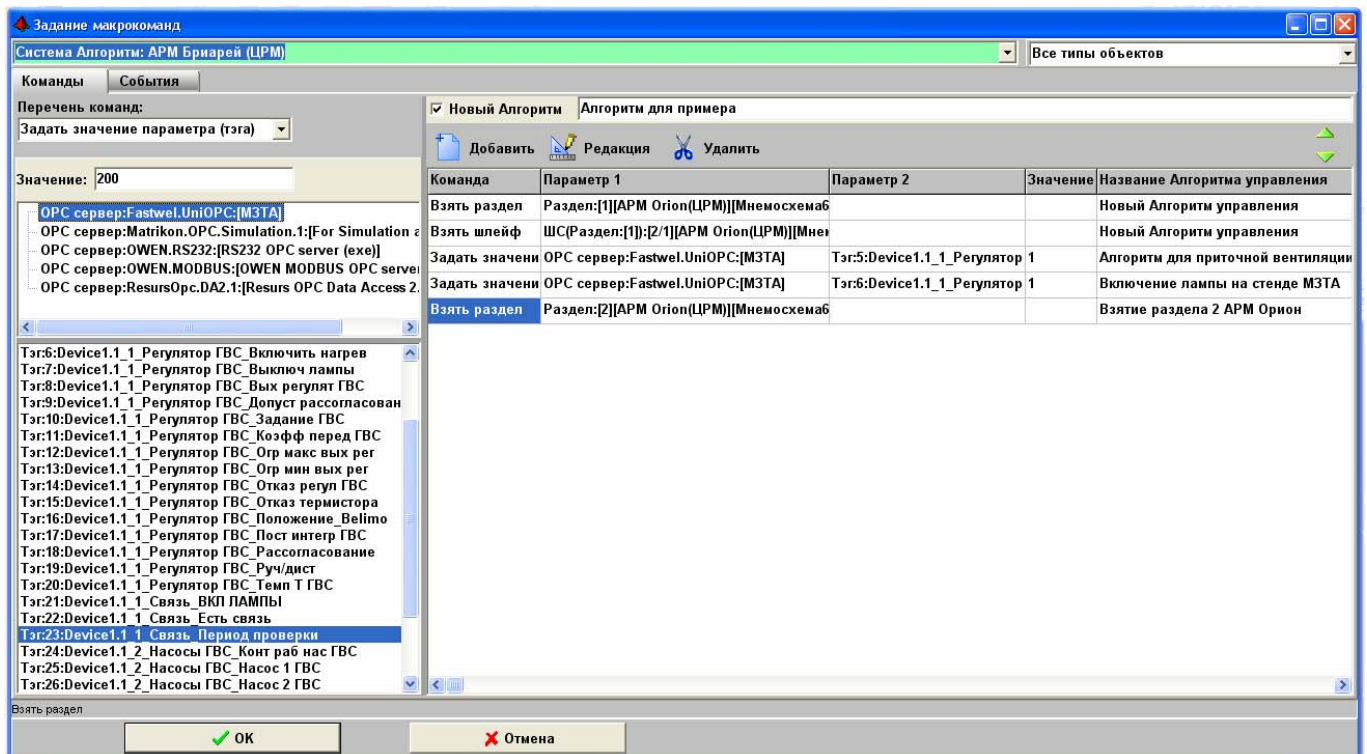 Задание макрокоманд
Система Алгоритм: АРМ Бриарей (ЦРМ)
Все типы объектов
Команды
События
Перечень команд:
Задать значение параметра (тэга)
Значение: 200
OPC сервер:Fastwel.UniOPC:[МЗТА]
OPC сервер:Matrikon.OPC.Simulation.1:[For Simulation a
OPC сервер:OWEN.RS232:[RS232 OPC server (exe)]
OPC сервер:OWEN.MODBUS:[OWEN MODBUS OPC serve
OPC сервер:ResursOpc.DA2.1:[Resurs OPC Data Access 2.
Тэг:6:Device1.1_1_Регулятор ГВС_Включить нагрев
Тэг:7:Device1.1_1_Регулятор ГВС_Выключ лампы
Тэг:8:Device1.1_1_Регулятор ГВС_Вых регулят ГВС
Тэг:9:Device1.1_1_Регулятор ГВС_Допуст рассогласован
Тэг:10:Device1.1_1_Регулятор ГВС_Задание ГВС
Тэг:11:Device1.1_1_Регулятор ГВС_Коэфф перед ГВС
Тэг:12:Device1.1_1_Регулятор ГВС_Огр макс вых рег
Тэг:13:Device1.1_1_Регулятор ГВС_Огр мин вых рег
Тэг:14:Device1.1_1_Регулятор ГВС_Отказ регул ГВС
Тэг:15:Device1.1_1_Регулятор ГВС_Отказ термистора
Тэг:16:Device1.1_1_Регулятор ГВС_Положение_Belimo
Тэг:17:Device1.1_1_Регулятор ГВС_Пост интегр ГВС
Тэг:18:Device1.1_1_Регулятор ГВС_Рассогласование
Тэг:19:Device1.1_1_Регулятор ГВС_Руч/дист
Тэг:20:Device1.1_1_Регулятор ГВС_Темп Т ГВС
Тэг:21:Device1.1_1_Связь_ВКЛ ЛАМПЫ
Тэг:22:Device1.1_1_Связь_Есть связь
Тэг:23:Device1.1_1_Связь_Период проверки
Тэг:24:Device1.1_2_Насосы ГВС_Конт раб нас ГВС
Тэг:25:Device1.1_2_Насосы ГВС_Насос 1 ГВС
Тэг:26:Device1.1_2_Насосы ГВС_Насос 2 ГВС
Новый Алгоритм Алгоритм для примера
Добавить Редакция Удалить
Команда Параметр 1 Параметр 2 Значение Название Алгоритма управления
Взять раздел Раздел:[1][АРМ Orion(ЦРМ)][Мнемосхема6 Новый Алгоритм управления
Взять шлейф ШС(Раздел:[1]):[2/1][АРМ Orion(ЦРМ)][Мне Новый Алгоритм управления
Задать значени OPC сервер:Fastwel.UniOPC:[МЗТА] Тэг:5:Device1.1_1_Регулятор 1 Алгоритм для приточной вентиляции
Задать значени OPC сервер:Fastwel.UniOPC:[МЗТА] Тэг:6:Device1.1_1_Регулятор 1 Включение лампы на стенде МЗТА
Взять раздел Раздел:[2][АРМ Orion(ЦРМ)][Мнемосхема6 Взятие раздела 2 АРМ Орион
Взять раздел
ОК
Отмена